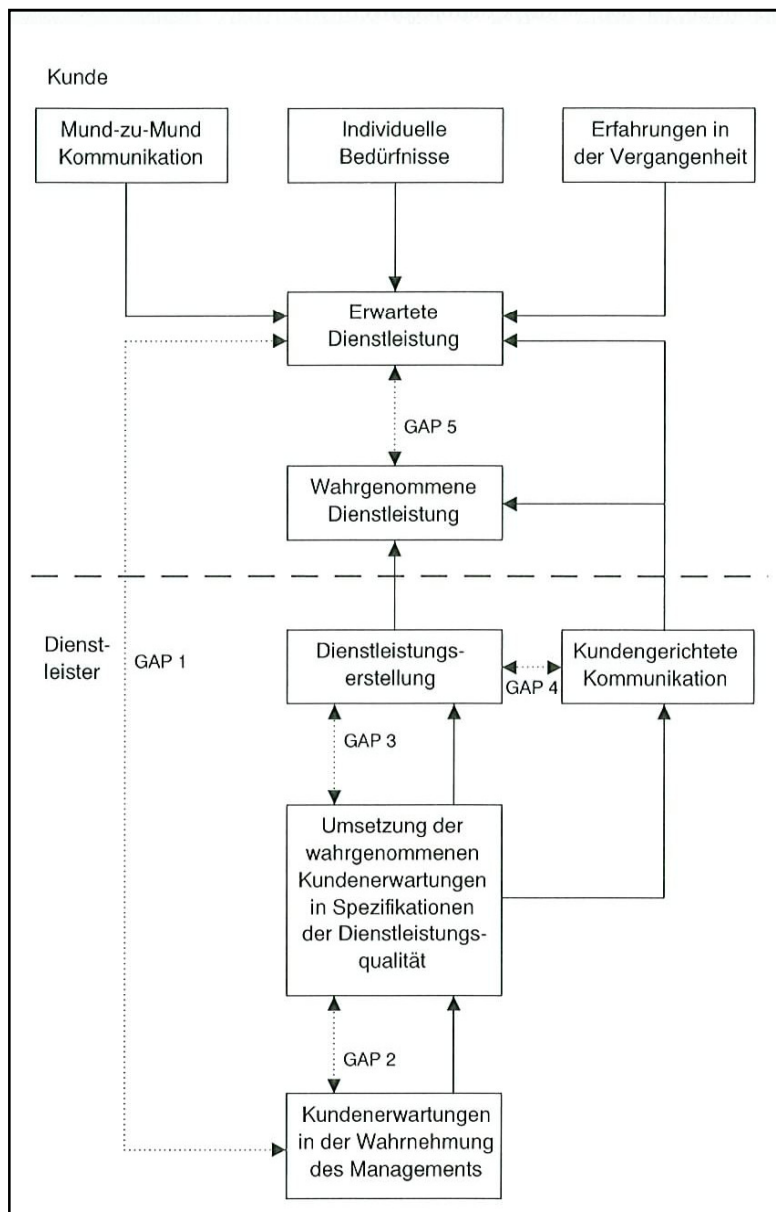 Kunde
Mund-zu-Mund
Kommunikation
Individuelle
Bedürfnisse
Erfahrungen in
der Vergangenheit
Erwartete
Dienstleistung
GAP 5
Wahrgenommene
Dienstleistung
Dienst-
leister
GAP 1
Dienstleistungs-
erstellung
GAP 4
Kundengerichtete
Kommunikation
GAP 3
Umsetzung der
wahrgenommenen
Kundenerwartungen
in Spezifikationen
der Dienstleistungs-
qualität
GAP 2
Kundenerwartungen
in der Wahrnehmung
des Managements